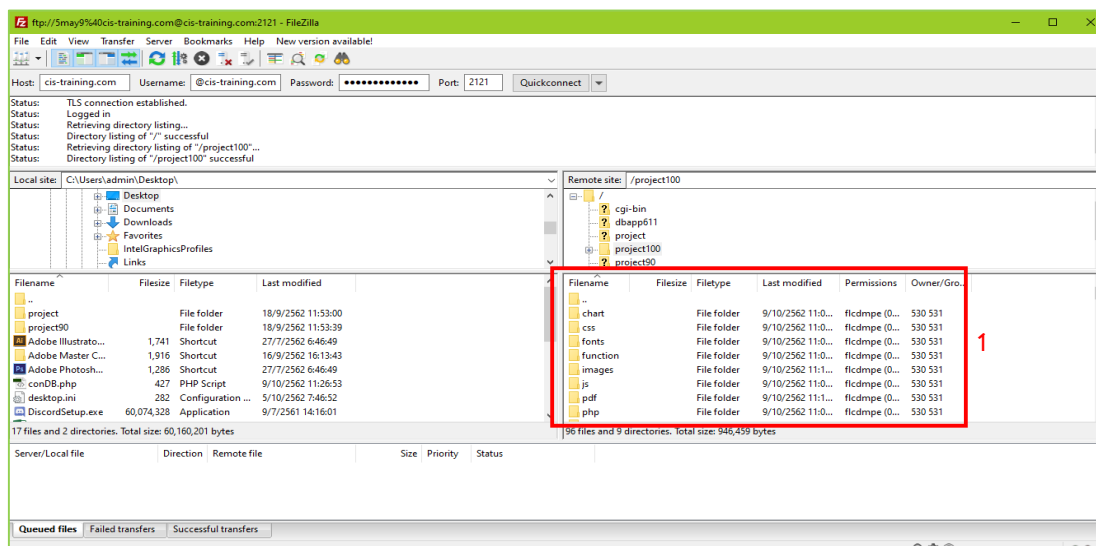 ftp://5may9%40cis-training.com@cis-training.com:2121 - FileZilla
File Edit View Transfer Server Bookmarks Help New version available!
Host: cis-training.com Username: @cis-training.com Password: ●●●●●●●●●●●●● Port: 2121 Quickconnect
Status: TLS connection established.
Status: Logged in
Status: Retrieving directory listing...
Status: Directory listing of "/" successful
Status: Retrieving directory listing of "/project100"...
Status: Directory listing of "/project100" successful
Local site: C:\Users\admin\Desktop\
Desktop
Documents
Downloads
Favorites
IntelGraphicsProfiles
Links
Remote site: /project100
/
cgi-bin
dbapp611
project
project100
project90
Filename Filesize Filetype Last modified
..
project File folder 18/9/2562 11:53:00
project90 File folder 18/9/2562 11:53:39
Adobe Illustrato... 1,741 Shortcut 27/7/2562 6:46:49
Adobe Master C... 1,916 Shortcut 16/9/2562 16:13:43
Adobe Photosh... 1,286 Shortcut 27/7/2562 6:46:49
conDB.php 427 PHP Script 9/10/2562 11:26:53
desktop.ini 282 Configuration ... 5/10/2562 7:46:52
DiscordSetup.exe 60,074,328 Application 9/7/2561 14:16:01
17 files and 2 directories. Total size: 60,160,201 bytes
Filename Filesize Filetype Last modified Permissions Owner/Gro...
..
chart File folder 9/10/2562 11:0... flcdmpe (0... 530 531
css File folder 9/10/2562 11:0... flcdmpe (0... 530 531
fonts File folder 9/10/2562 11:0... flcdmpe (0... 530 531
function File folder 9/10/2562 11:0... flcdmpe (0... 530 531
images File folder 9/10/2562 11:1... flcdmpe (0... 530 531
js File folder 9/10/2562 11:0... flcdmpe (0... 530 531
pdf File folder 9/10/2562 11:1... flcdmpe (0... 530 531
php File folder 9/10/2562 11:0... flcdmpe (0... 530 531
96 files and 9 directories. Total size: 946,459 bytes
1
Server/Local file Direction Remote file Size Priority Status
Queued files Failed transfers Successful transfers